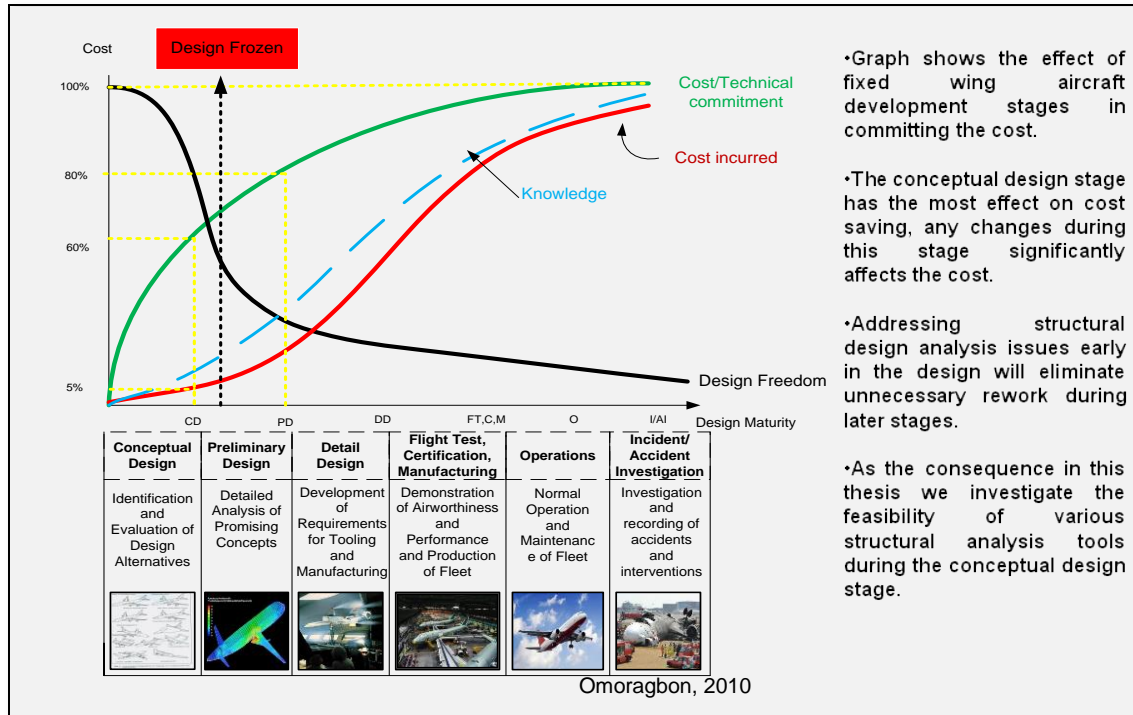 Cost
Design Frozen
100%
80%
60%
5%
Cost/Technical
commitment
Cost incurred
Knowledge
Design Freedom
CD
PD
DD
FT,C,M
O
I/AI
Design Maturity
Conceptual
Design
Preliminary
Design
Detail
Design
Flight Test,
Certification,
Manufacturing
Operations
Incident/
Accident
Investigation
Identification
and
Evaluation of
Design
Alternatives
Detailed
Analysis of
Promising
Concepts
Development
of
Requirements
for Tooling
and
Manufacturing
Demonstration
of Airworthiness
and
Performance
and Production
of Fleet
Normal
Operation
and
Maintenanc
e of Fleet
Investigation
and
recording of
accidents
and
interventions
Omoragbon, 2010
•Graph shows the effect of
fixed wing aircraft
development stages in
committing the cost.
•The conceptual design stage
has the most effect on cost
saving, any changes during
this stage significantly
affects the cost.
•Addressing structural
design analysis issues early
in the design will eliminate
unnecessary rework during
later stages.
•As the consequence in this
thesis we investigate the
feasibility of various
structural analysis tools
during the conceptual design
stage.